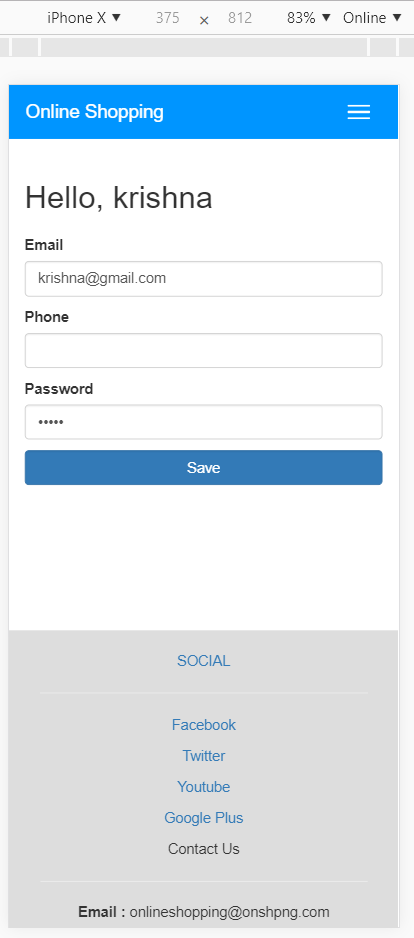 iPhone X ▼ 375 × 812 83% ▼ Online ▼
Online Shopping
Hello, krishna
Email
krishna@gmail.com
Phone
Password
•••••
Save
SOCIAL
Facebook
Twitter
Youtube
Google Plus
Contact Us
Email : onlineshopping@onshpng.com